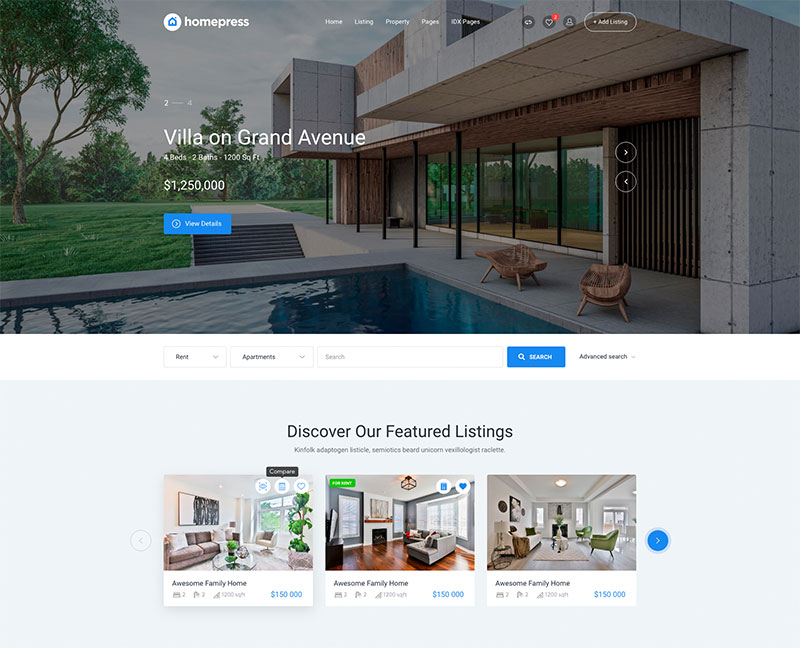 homepress
Home Listing Property Pages IDX Pages
2
+ Add Listing
2 — 4
Villa on Grand Avenue
4 Beds · 2 Baths · 1200 Sq Ft
$1,250,000
View Details
Rent
Apartments
Search
SEARCH
Advanced search
Discover Our Featured Listings
Kinfolk adaptogen listicle, semiotics beard unicorn vexillologist raclette.
Compare
FOR RENT
Awesome Family Home
2 3 1200 sqft $150 000
Awesome Family Home
2 2 1200 sqft $150 000
Awesome Family Home
2 2 1200 sqft $150 000